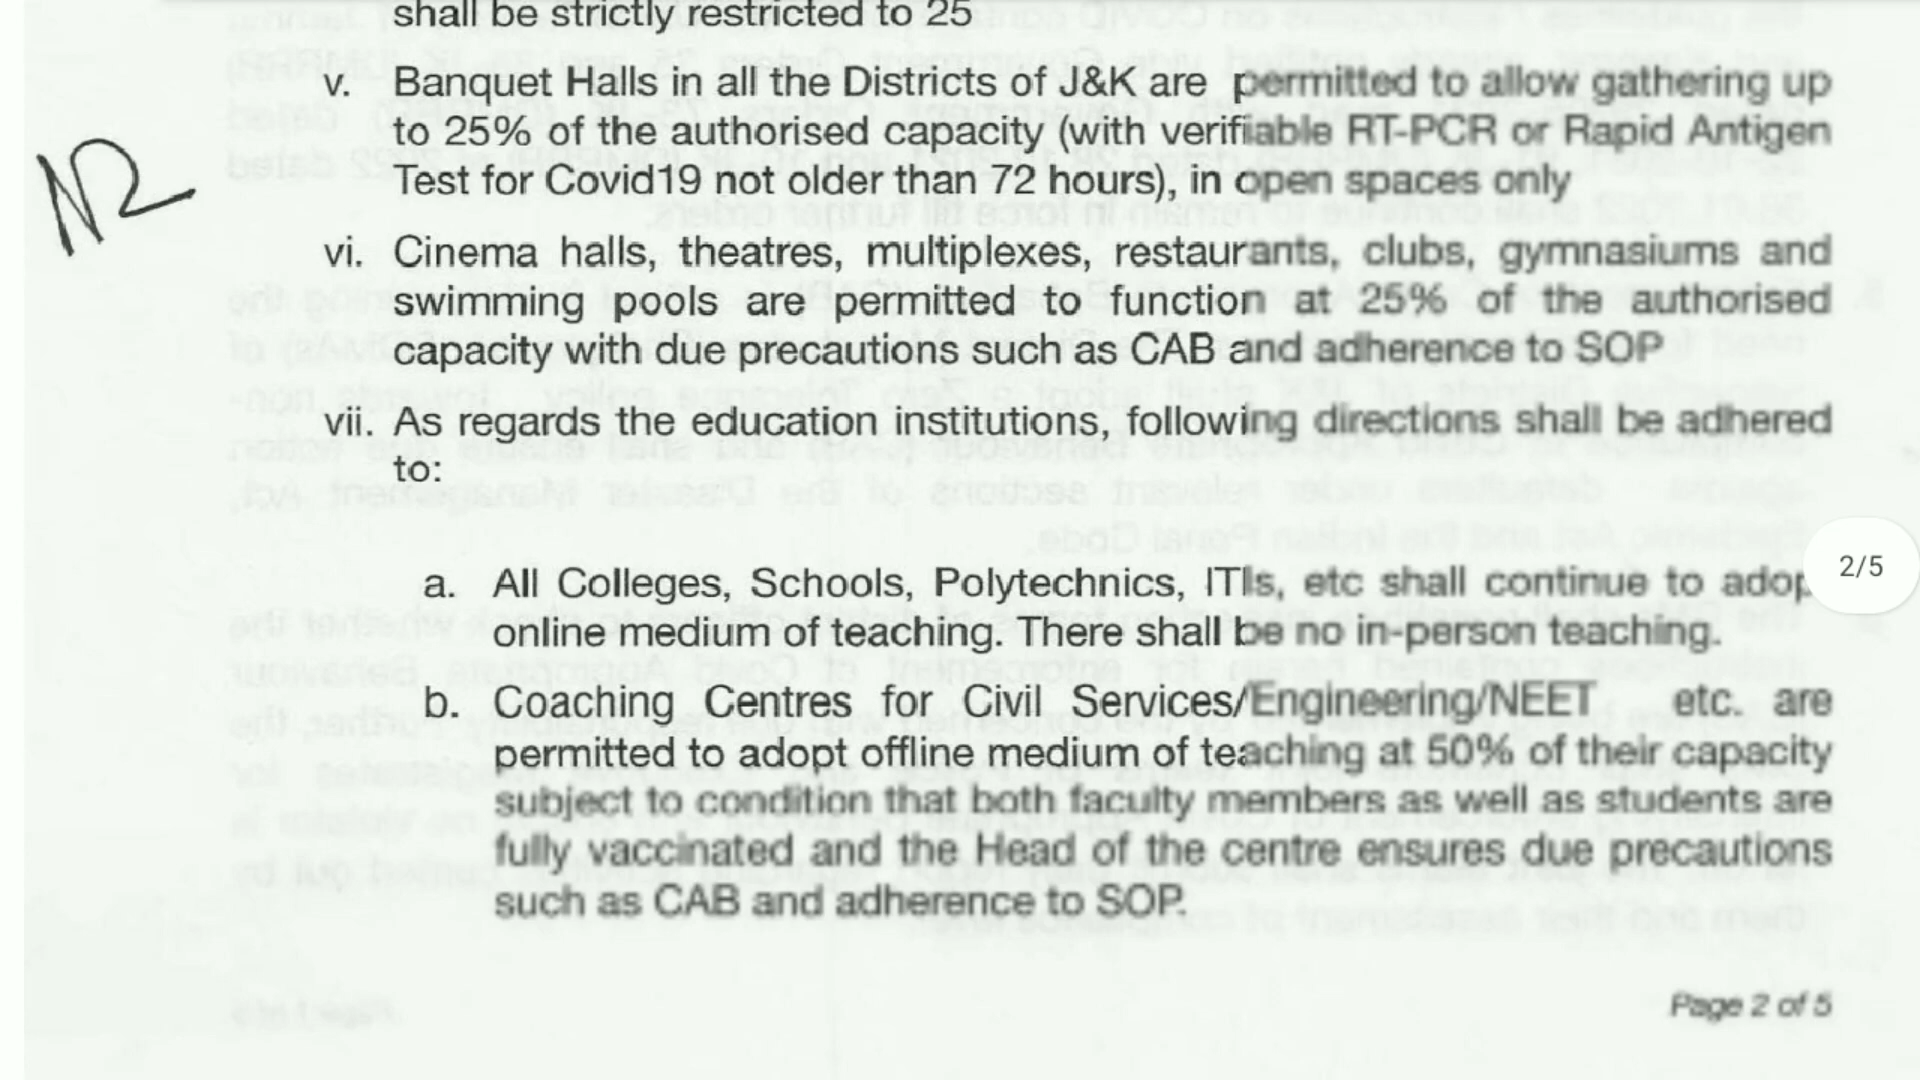 shall be strictly restricted to 25
v. Banquet Halls in all the Districts of J&K are permitted to allow gathering up
to 25% of the authorised capacity (with verifiable RT-PCR or Rapid Antigen
Test for Covid19 not older than 72 hours), in open spaces only
vi. Cinema halls, theatres, multiplexes, restaurants, clubs, gymnasiums and
swimming pools are permitted to function at 25% of the authorised
capacity with due precautions such as CAB and adherence to SOP
vii. As regards the education institutions, following directions shall be adhered
to:
a. All Colleges, Schools, Polytechnics, ITIs, etc shall continue to adop
2/5
online medium of teaching. There shall be no in-person teaching.
b. Coaching Centres for Civil Services/Engineering/NEET etc. are
permitted to adopt offline medium of teaching at 50% of their capacity
subject to condition that both faculty members as well as students are
fully vaccinated and the Head of the centre ensures due precautions
such as CAB and adherence to SOP.
Page 2 of 5